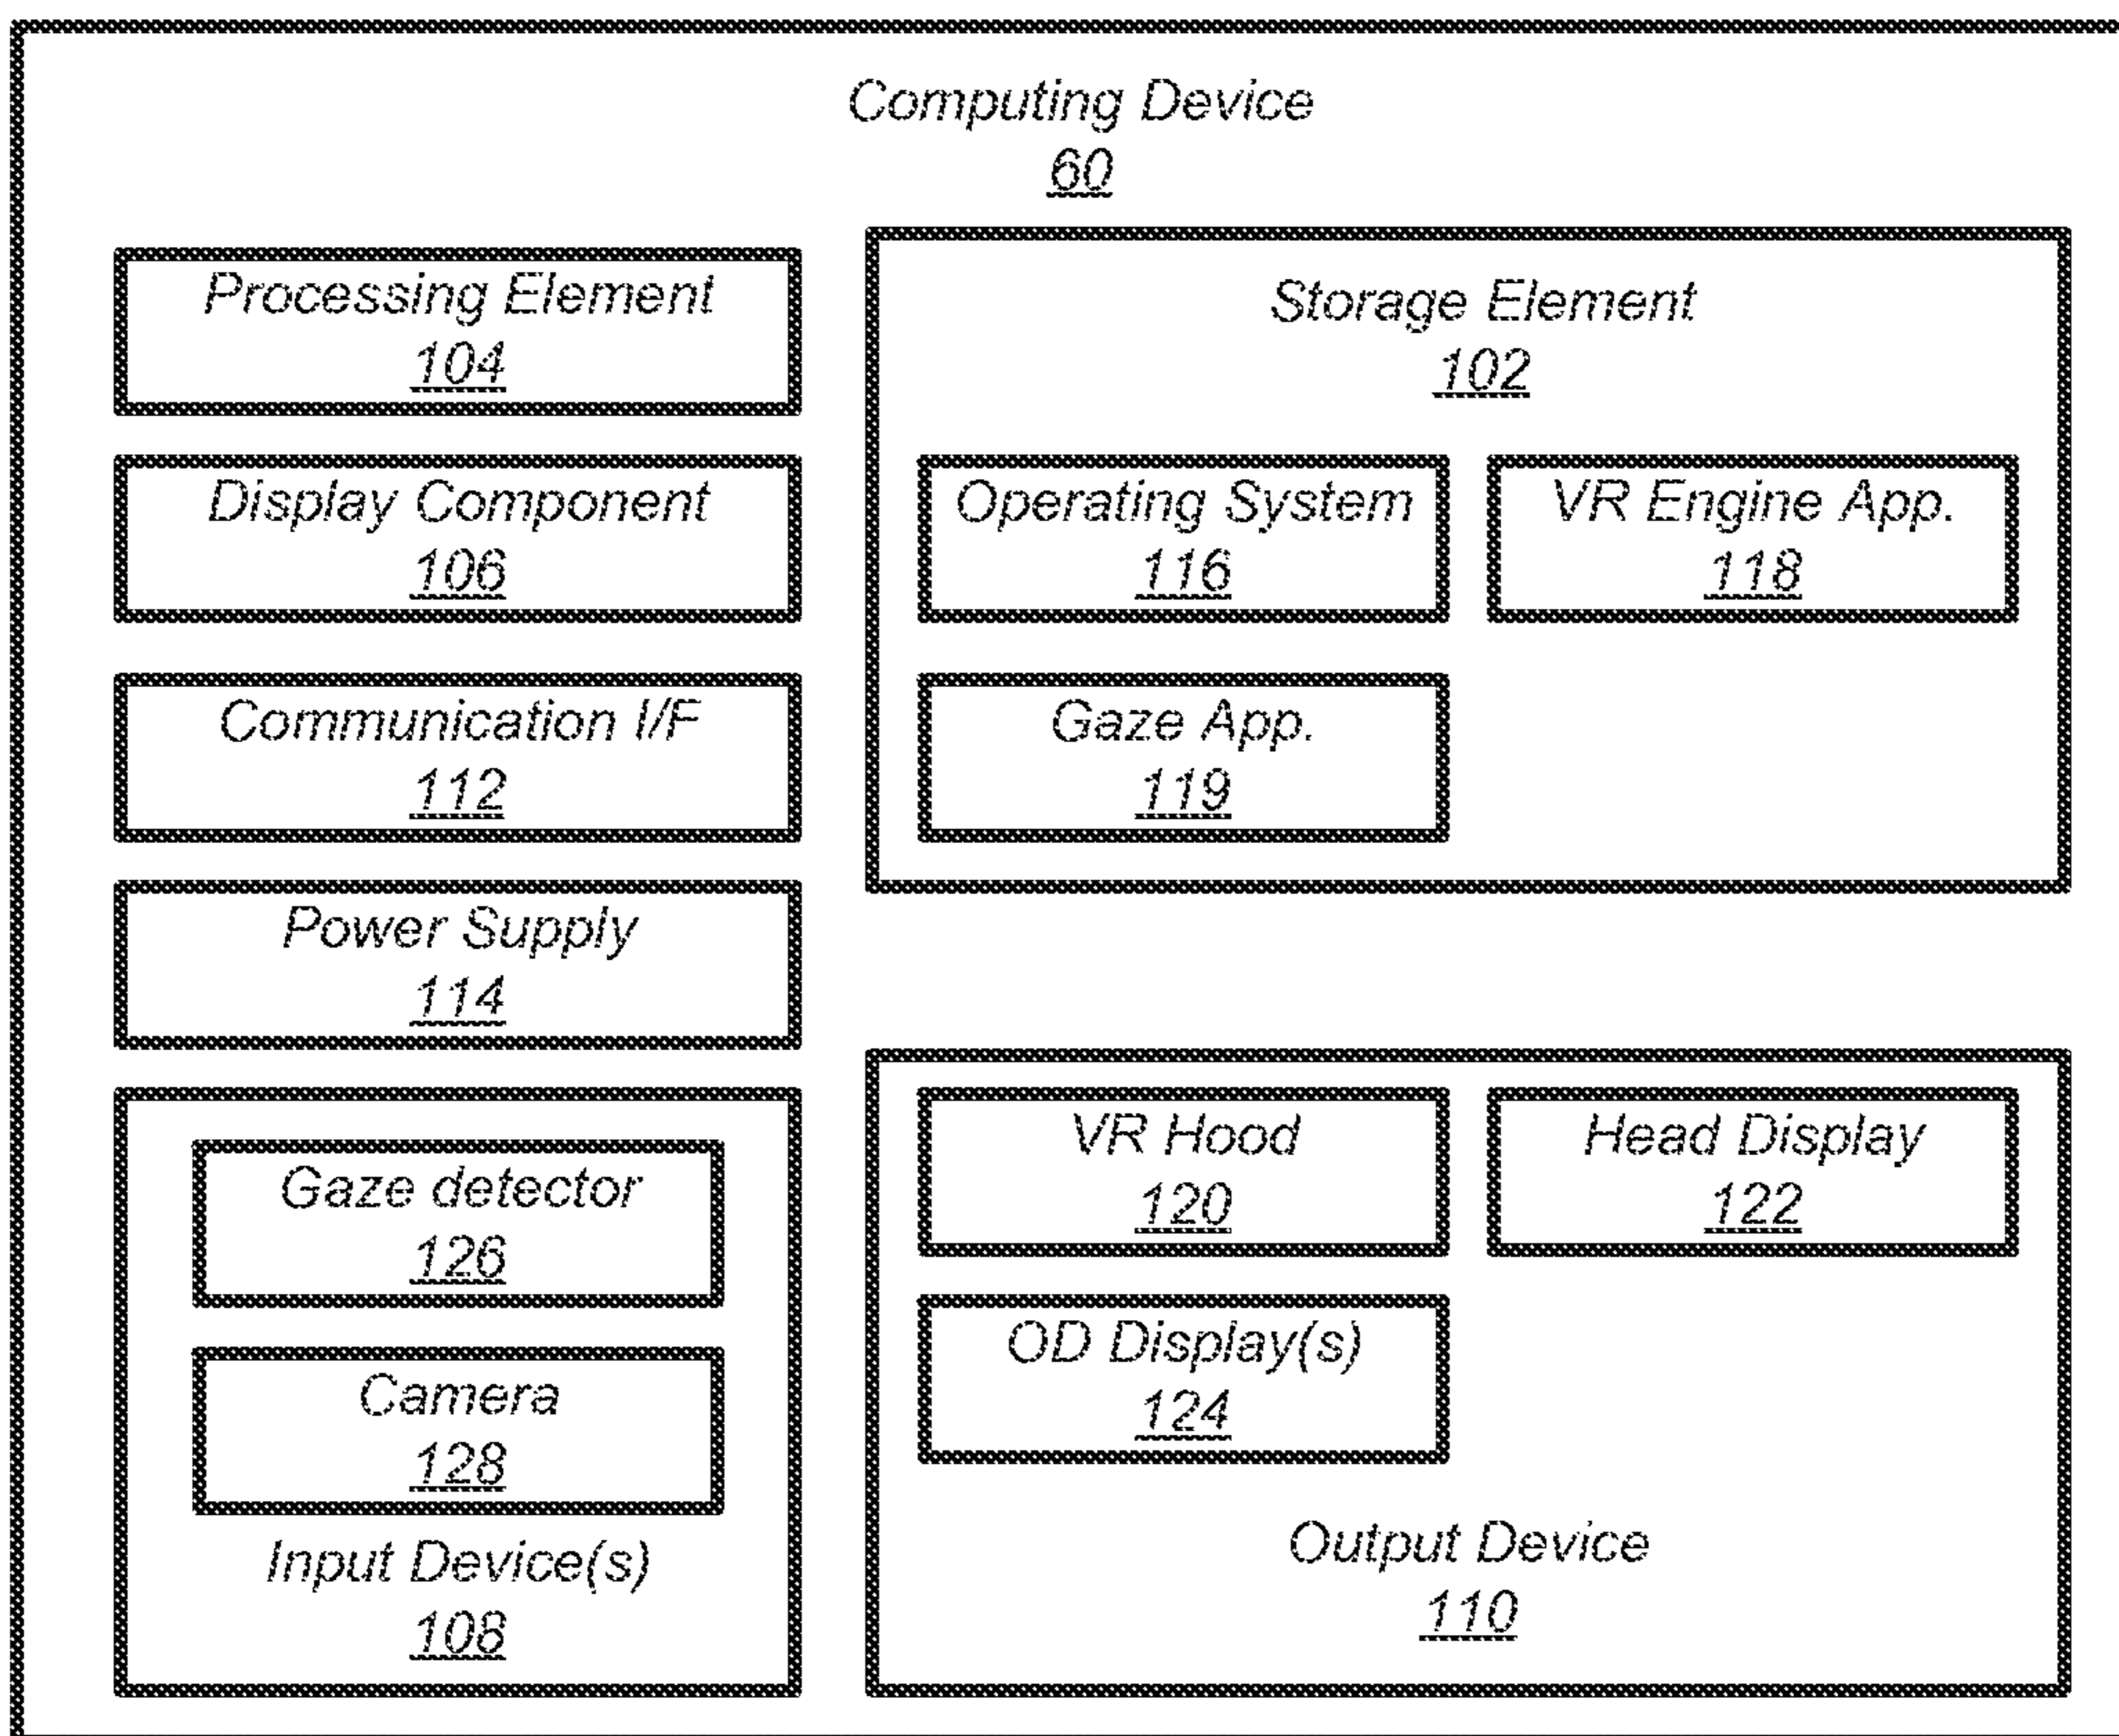 Computing Device
60
Processing Element
104
Display Component
106
Communication I/F
112
Power Supply
114
Gaze detector
126
Camera
128
Input Device(s)
108
Storage Element
102
Operating System
116
VR Engine App.
118
Gaze App.
119
VR Hood
120
Head Display
122
OD Display(s)
124
Output Device
110